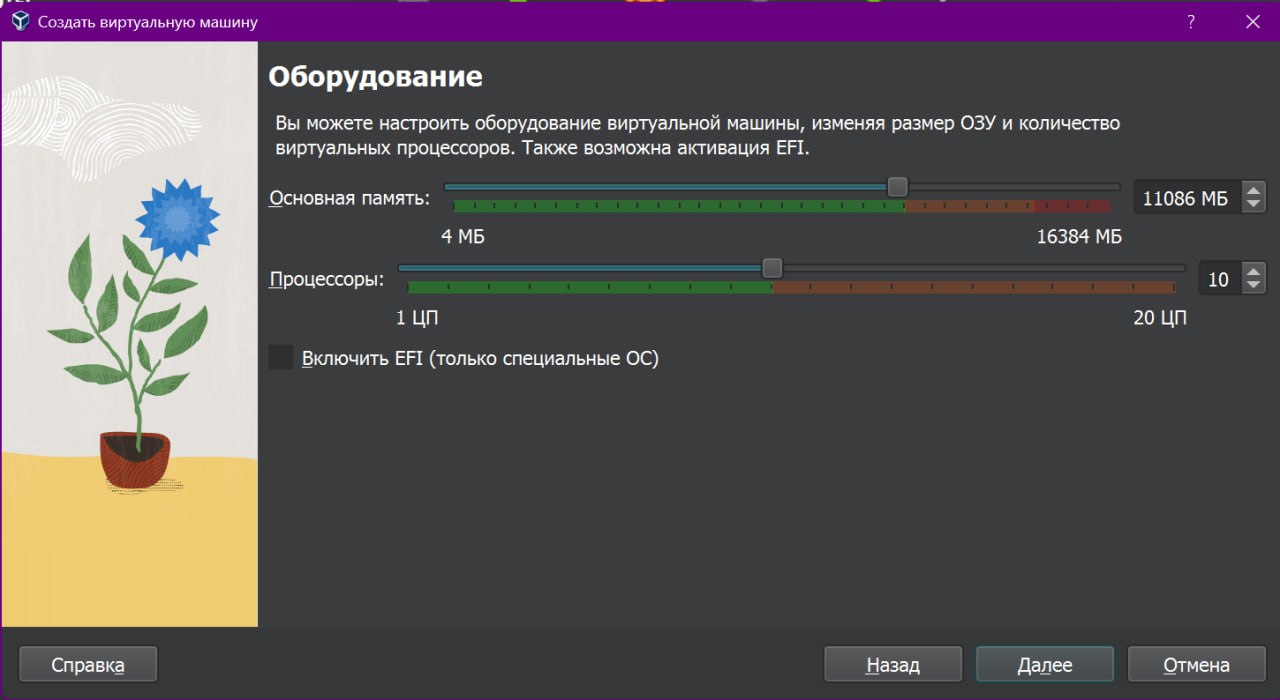 Создать виртуальную машину
?
Оборудование
Вы можете настроить оборудование виртуальной машины, изменяя размер ОЗУ и количество
виртуальных процессоров. Также возможна активация EFI.
Основная память:
11086 МБ
4 МБ
16384 МБ
Процессоры:
10
1 ЦП
20 ЦП
Включить EFI (только специальные ОС)
Справка
Назад
Далее
Отмена